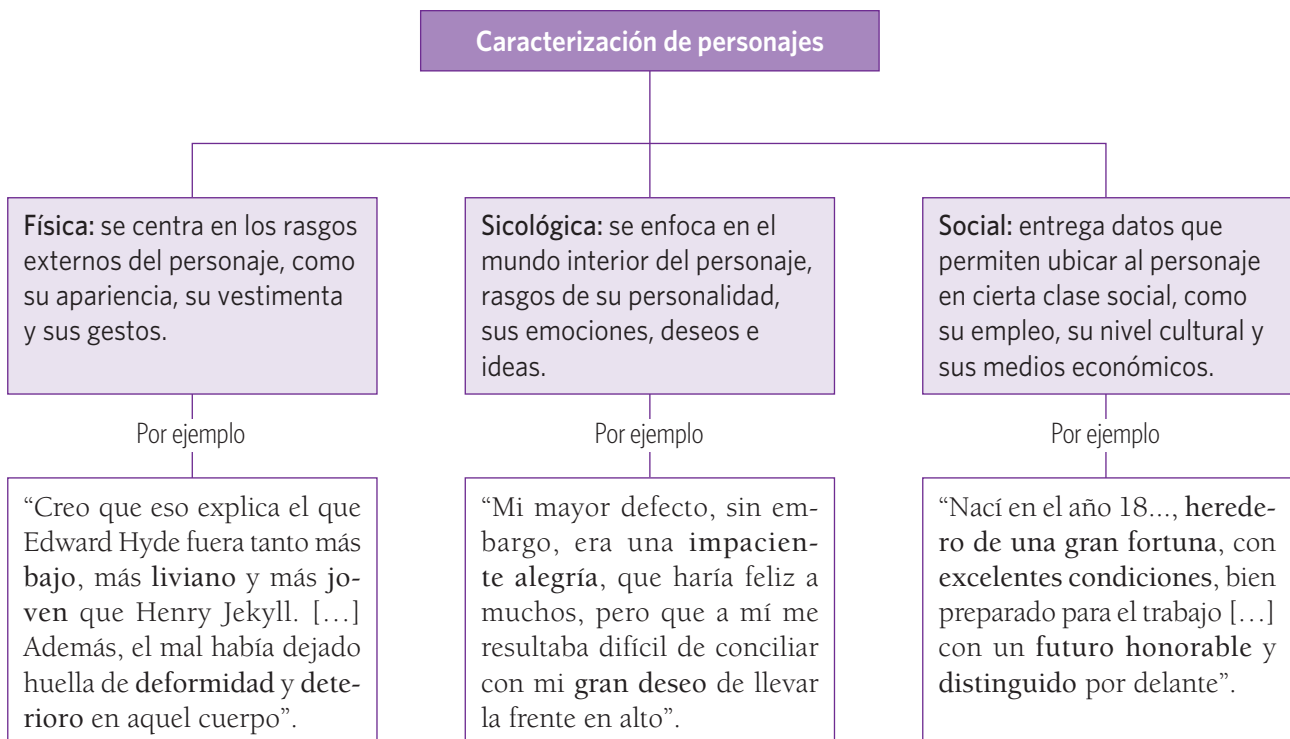 Caracterización de personajes
Física: se centra en los rasgos
externos del personaje, como
su apariencia, su vestimenta
y sus gestos.
Por ejemplo
“Creo que eso explica el que
Edward Hyde fuera tanto más
bajo, más liviano y más jo-
ven que Henry Jekyll. […]
Además, el mal había dejado
huella de deformidad y dete-
rioro en aquel cuerpo”.
Sicológica: se enfoca en el
mundo interior del personaje,
rasgos de su personalidad,
sus emociones, deseos e
ideas.
Por ejemplo
“Mi mayor defecto, sin em-
bargo, era una impacien-
te alegría, que haría feliz a
muchos, pero que a mí me
resultaba difícil de conciliar
con mi gran deseo de llevar
la frente en alto”.
Social: entrega datos que
permiten ubicar al personaje
en cierta clase social, como
su empleo, su nivel cultural y
sus medios económicos.
Por ejemplo
“Nací en el año 18..., herede-
ro de una gran fortuna, con
excelentes condiciones, bien
preparado para el trabajo […]
con un futuro honorable y
distinguido por delante”.